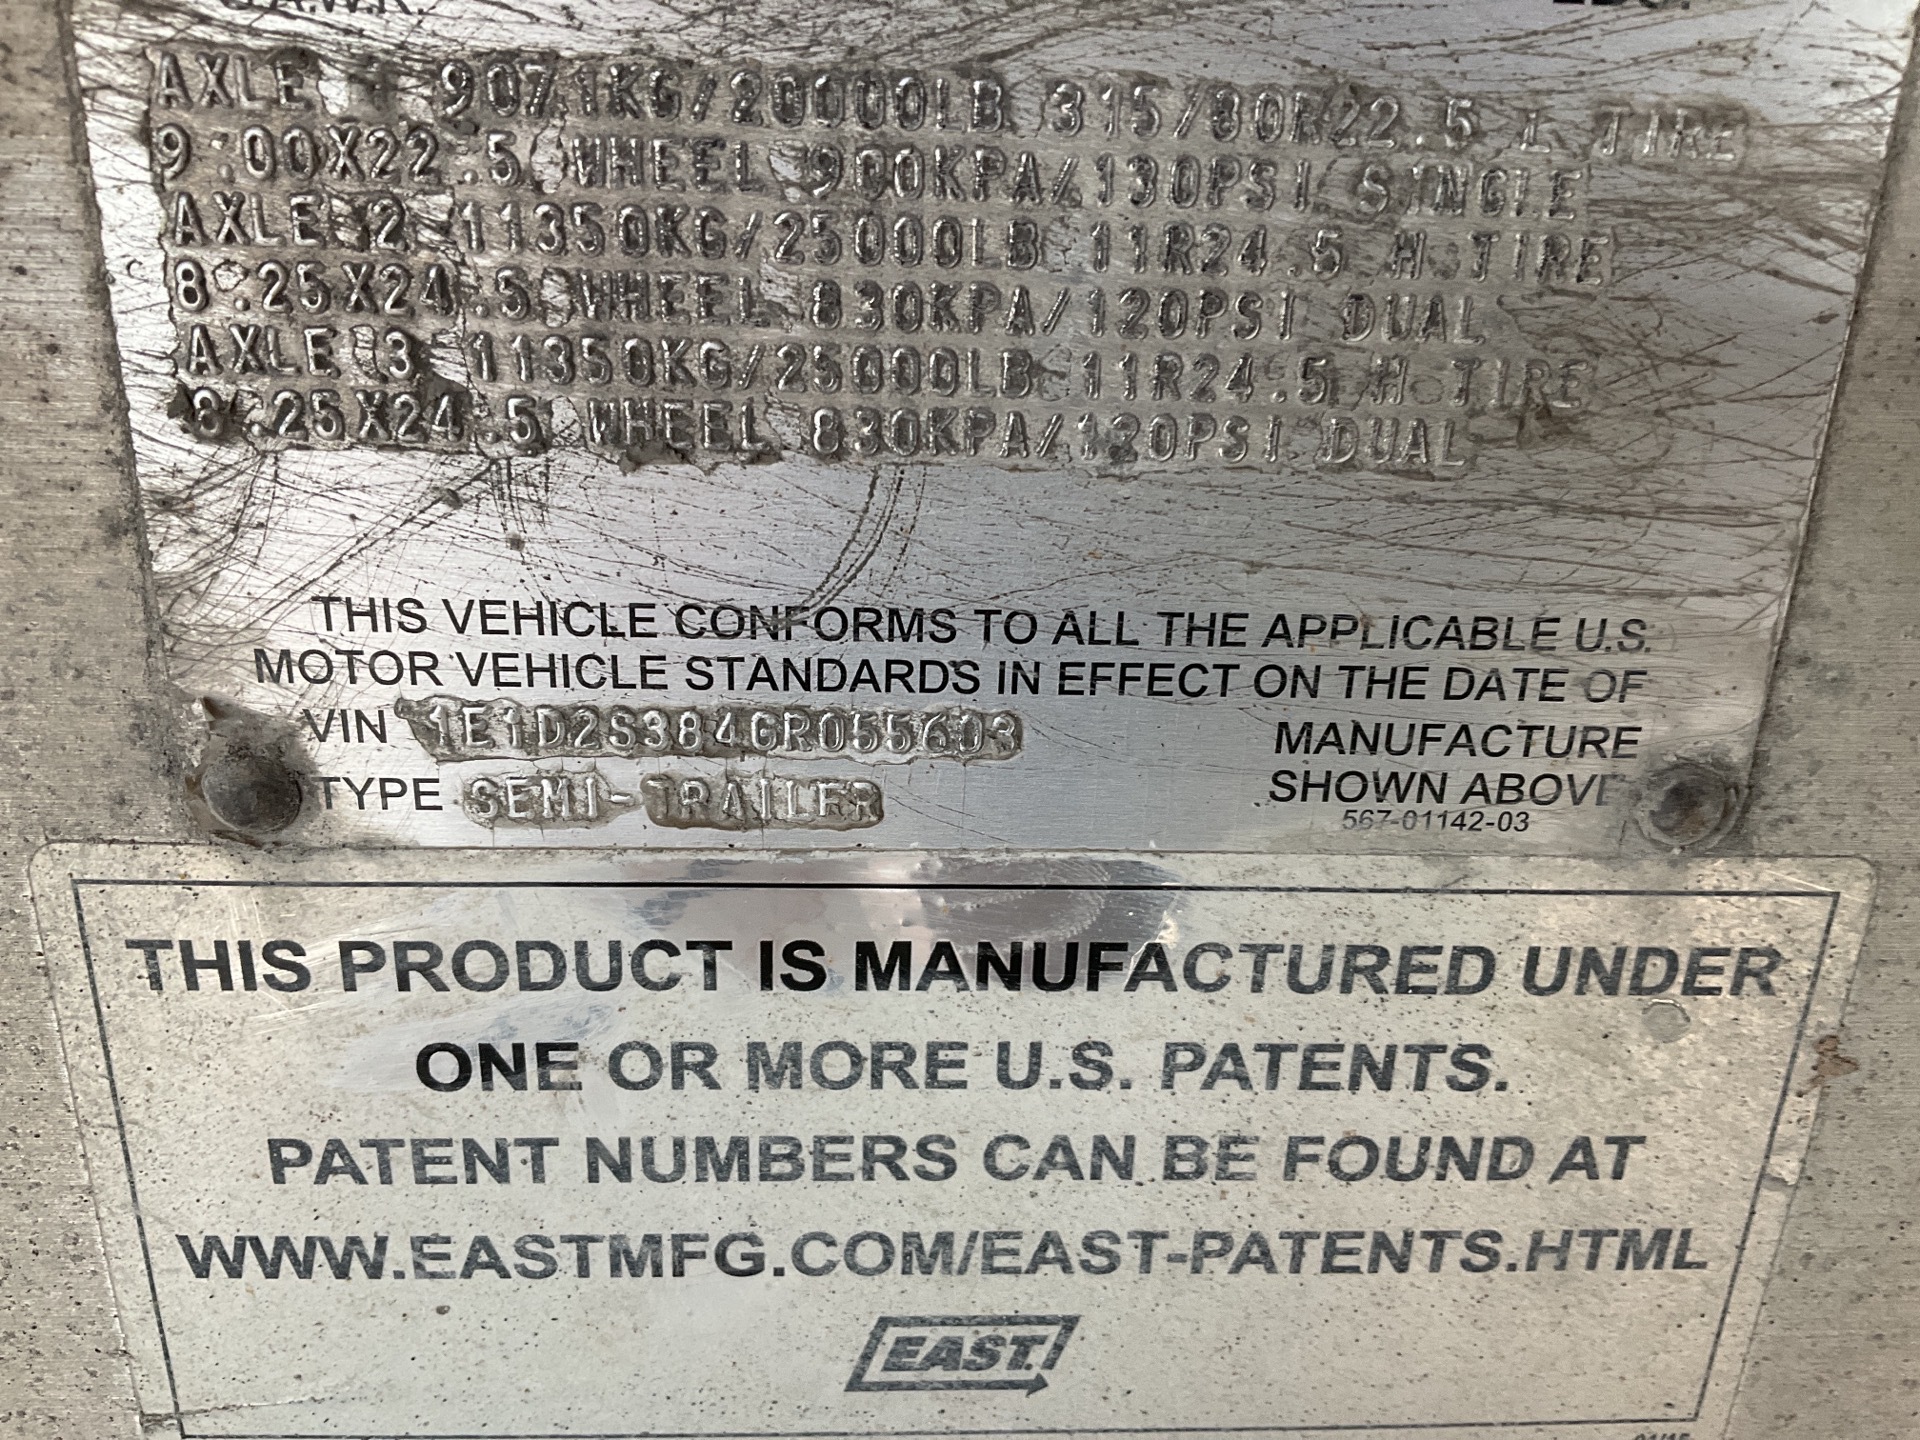 G.A.W.R.
AXLE 1 9071KG/20000LB 315/80R22.5 L TIRE
9.00X22.5 WHEEL 900KPA/130PSI SINGLE
AXLE 2 11350KG/25000LB 11R24.5 H TIRE
8.25X24.5 WHEEL 830KPA/120PSI DUAL
AXLE 3 11350KG/25000LB 11R24.5 H TIRE
8.25X24.5 WHEEL 830KPA/120PSI DUAL
THIS VEHICLE CONFORMS TO ALL THE APPLICABLE U.S.
MOTOR VEHICLE STANDARDS IN EFFECT ON THE DATE OF
VIN 1E1D2S384GR055603 MANUFACTURE
TYPE SEMI-TRAILER SHOWN ABOVE
567-01142-03
THIS PRODUCT IS MANUFACTURED UNDER
ONE OR MORE U.S. PATENTS.
PATENT NUMBERS CAN BE FOUND AT
WWW.EASTMFG.COM/EAST-PATENTS.HTML
EAST.